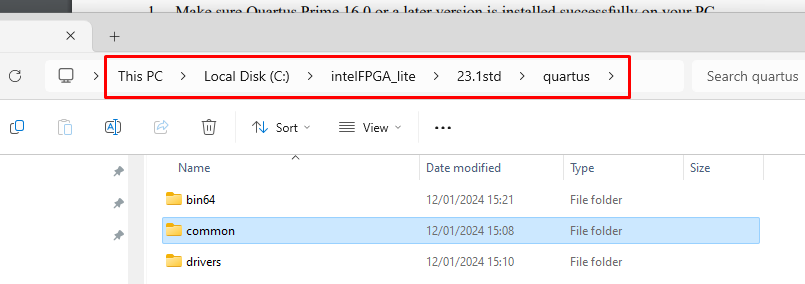 1. Make sure Quartus Prime 16.0 or a later version is installed successfully on your PC
This PC > Local Disk (C:) > intelFPGA_lite > 23.1std > quartus >
Search quartus
Sort
View
Name Date modified Type Size
bin64 12/01/2024 15:21 File folder
common 12/01/2024 15:08 File folder
drivers 12/01/2024 15:10 File folder